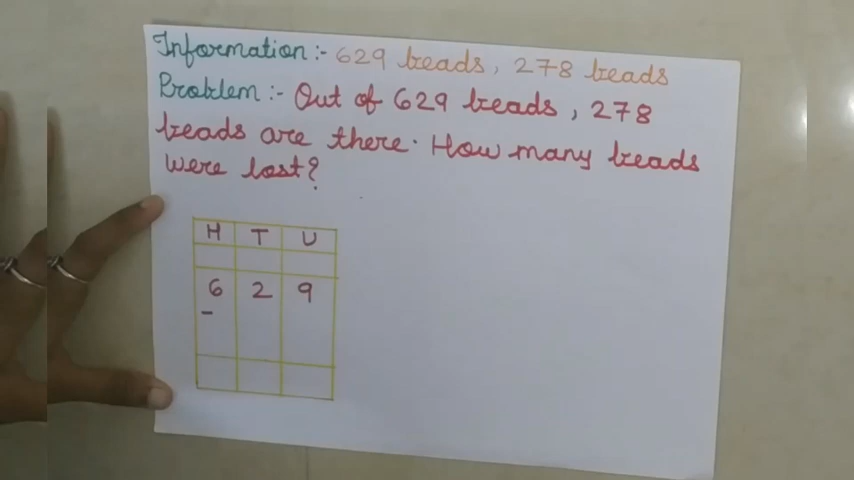 Information :- 629 beads, 278 beads
Problem :- Out of 629 beads, 278
beads are there. How many beads
were lost?
H T U
6 2 9
-